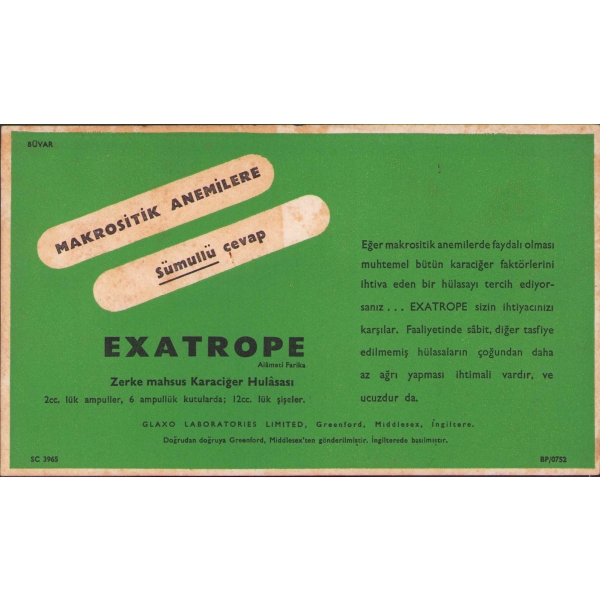 BÜVAR
MAKROSİTİK ANEMİLERE
Sümullü cevap
EXATROPE
Alâmeti Farika
Zerke mahsus Karaciğer Hulâsası
2cc. lük ampuller, 6 ampullük kutularda; 12cc. lük şişeler.
Eğer makrositik anemilerde faydalı olması
muhtemel bütün karaciğer faktörlerini
ihtiva eden bir hülasayı tercih ediyor-
sanız . . . EXATROPE sizin ihtiyacınızı
karşılar. Faaliyetinde sâbit, diğer tasfiye
edilmemiş hülasaların çoğundan daha
az ağrı yapması ihtimali vardır, ve
ucuzdur da.
GLAXO LABORATORIES LIMITED, Greenford, Middlesex, İngiltere.
Doğrudan doğruya Greenford, Middlesex'ten gönderilmiştir. İngilterede basılmıştır.
SC 3965
BP/0752